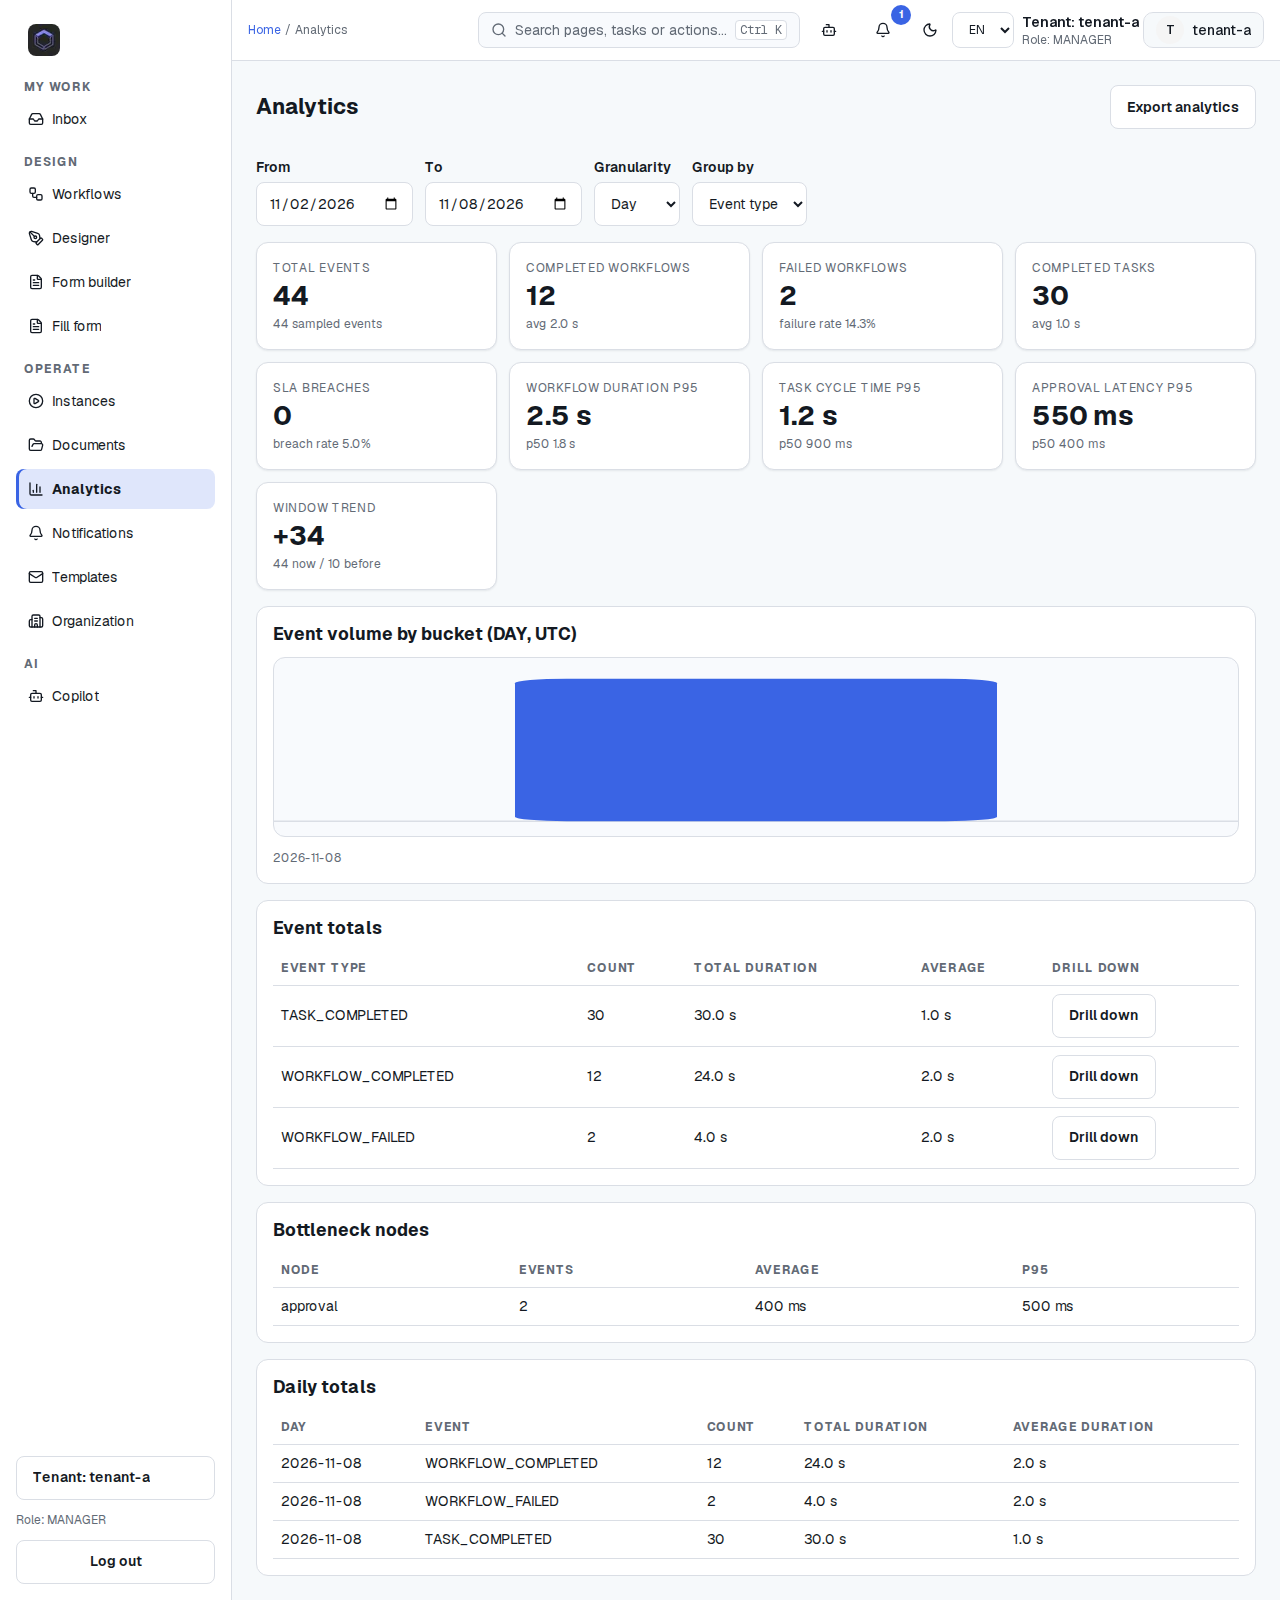 MY WORK
Inbox
DESIGN
Workflows
Designer
Form builder
Fill form
OPERATE
Instances
Documents
Analytics
Notifications
Templates
Organization
AI
Copilot
Tenant: tenant-a
Role: MANAGER
Log out
Home / Analytics
Search pages, tasks or actions... Ctrl K
1
EN
Tenant: tenant-a
Role: MANAGER
T tenant-a
Analytics
Export analytics
From To Granularity Group by
11/02/2026 11/08/2026 Day Event type
TOTAL EVENTS
44
44 sampled events
COMPLETED WORKFLOWS
12
avg 2.0 s
FAILED WORKFLOWS
2
failure rate 14.3%
COMPLETED TASKS
30
avg 1.0 s
SLA BREACHES
0
breach rate 5.0%
WORKFLOW DURATION P95
2.5 s
p50 1.8 s
TASK CYCLE TIME P95
1.2 s
p50 900 ms
APPROVAL LATENCY P95
550 ms
p50 400 ms
WINDOW TREND
+34
44 now / 10 before
Event volume by bucket (DAY, UTC)
2026-11-08
Event totals
EVENT TYPE COUNT TOTAL DURATION AVERAGE DRILL DOWN
TASK_COMPLETED 30 30.0 s 1.0 s Drill down
WORKFLOW_COMPLETED 12 24.0 s 2.0 s Drill down
WORKFLOW_FAILED 2 4.0 s 2.0 s Drill down
Bottleneck nodes
NODE EVENTS AVERAGE P95
approval 2 400 ms 500 ms
Daily totals
DAY EVENT COUNT TOTAL DURATION AVERAGE DURATION
2026-11-08 WORKFLOW_COMPLETED 12 24.0 s 2.0 s
2026-11-08 WORKFLOW_FAILED 2 4.0 s 2.0 s
2026-11-08 TASK_COMPLETED 30 30.0 s 1.0 s